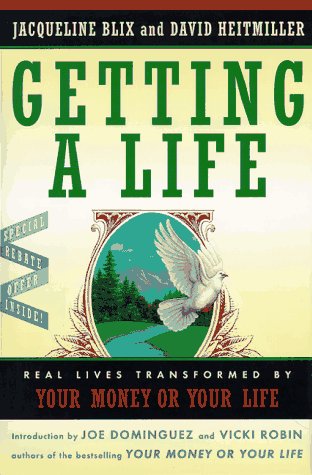 JACQUELINE BLIX and DAVID HEITMILLER
GETTING
A LIFE
SPECIAL
REBATE
OFFER
INSIDE!
REAL LIVES TRANSFORMED BY
YOUR MONEY OR YOUR LIFE
Introduction by JOE DOMINGUEZ and VICKI ROBIN
authors of the bestselling YOUR MONEY OR YOUR LIFE